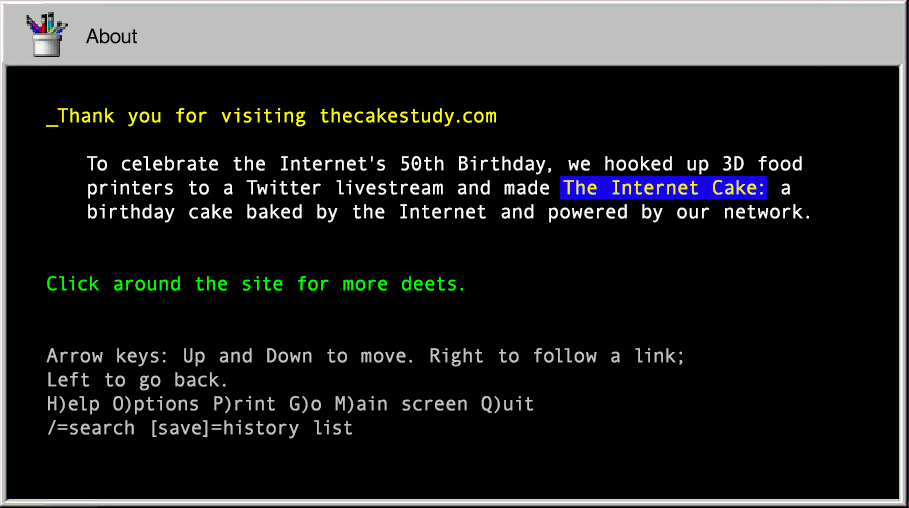 About
_Thank you for visiting thecakestudy.com
To celebrate the Internet's 50th Birthday, we hooked up 3D food
printers to a Twitter livestream and made The Internet Cake: a
birthday cake baked by the Internet and powered by our network.
Click around the site for more deets.
Arrow keys: Up and Down to move. Right to follow a link;
Left to go back.
H)elp O)ptions P)rint G)o M)ain screen Q)uit
/=search [save]=history list